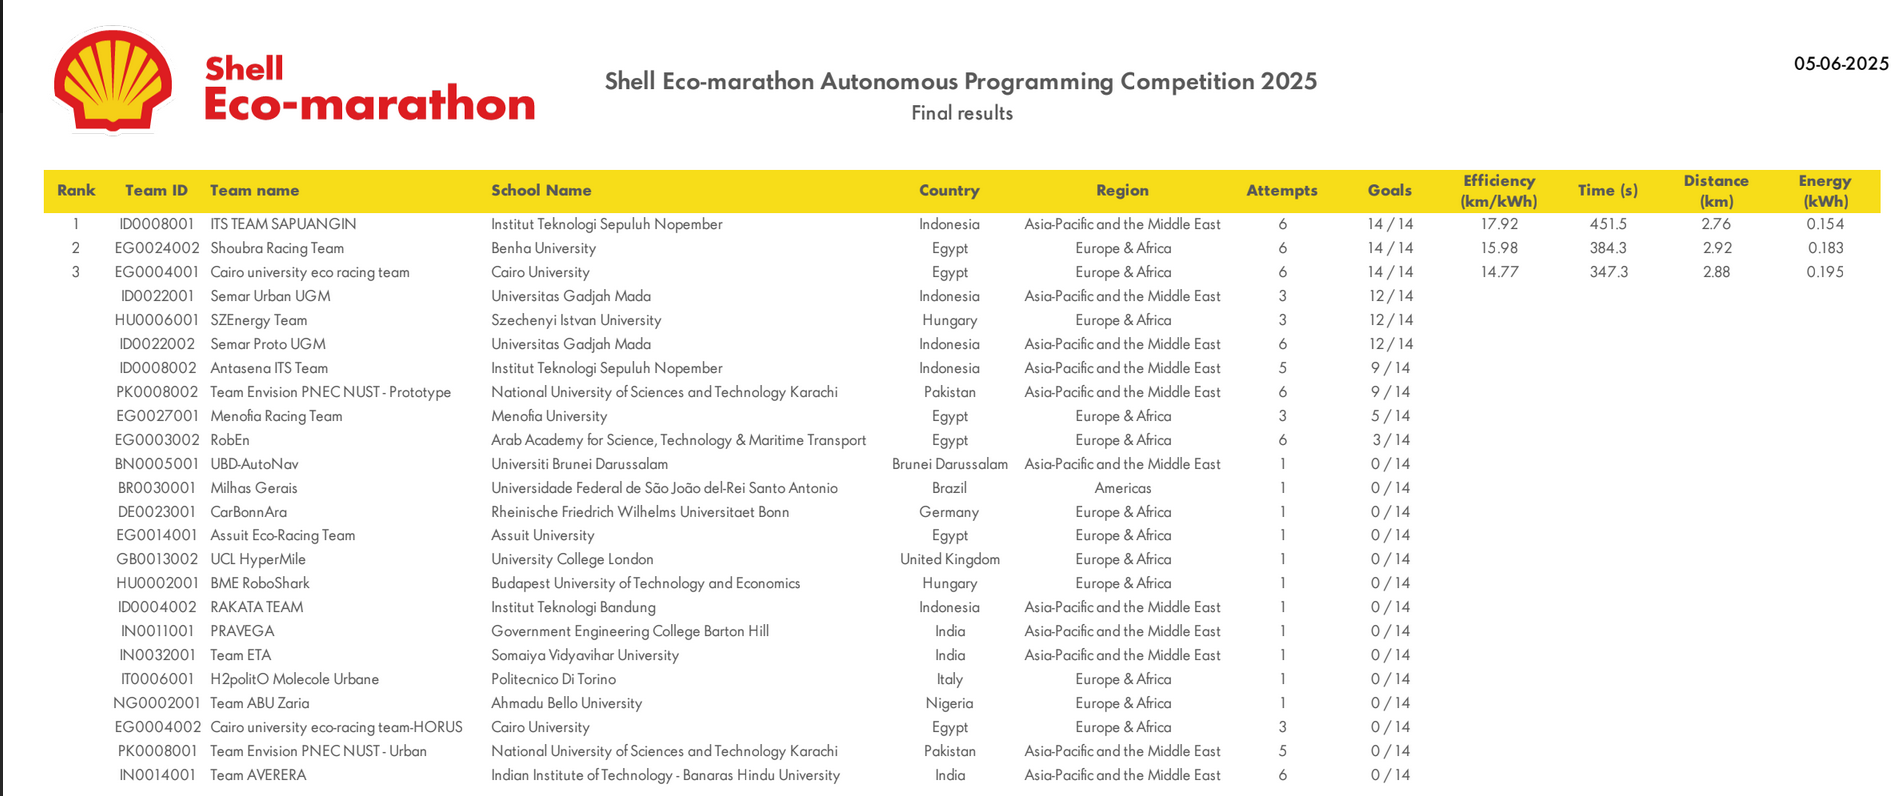 Shell
Eco-marathon
Shell Eco-marathon Autonomous Programming Competition 2025
Final results
05-06-2025
Rank Team ID Team name School Name Country Region Attempts Goals Efficiency (km/kWh) Time (s) Distance (km) Energy (kWh)
1 ID0008001 ITS TEAM SAPUANGIN Institut Teknologi Sepuluh Nopember Indonesia Asia-Pacific and the Middle East 6 14 / 14 17.92 451.5 2.76 0.154
2 EG0024002 Shoubra Racing Team Benha University Egypt Europe & Africa 6 14 / 14 15.98 384.3 2.92 0.183
3 EG0004001 Cairo university eco racing team Cairo University Egypt Europe & Africa 6 14 / 14 14.77 347.3 2.88 0.195
ID0022001 Semar Urban UGM Universitas Gadjah Mada Indonesia Asia-Pacific and the Middle East 3 12 / 14
HU0006001 SZEnergy Team Szechenyi Istvan University Hungary Europe & Africa 3 12 / 14
ID0022002 Semar Proto UGM Universitas Gadjah Mada Indonesia Asia-Pacific and the Middle East 6 12 / 14
ID0008002 Antasena ITS Team Institut Teknologi Sepuluh Nopember Indonesia Asia-Pacific and the Middle East 5 9 / 14
PK0008002 Team Envision PNEC NUST - Prototype National University of Sciences and Technology Karachi Pakistan Asia-Pacific and the Middle East 6 9 / 14
EG0027001 Menofia Racing Team Menofia University Egypt Europe & Africa 3 5 / 14
EG0003002 RobEn Arab Academy for Science, Technology & Maritime Transport Egypt Europe & Africa 6 3 / 14
BN0005001 UBD-AutoNav Universiti Brunei Darussalam Brunei Darussalam Asia-Pacific and the Middle East 1 0 / 14
BR0030001 Milhas Gerais Universidade Federal de São João del-Rei Santo Antonio Brazil Americas 1 0 / 14
DE0023001 CarBonnAra Rheinische Friedrich Wilhelms Universitaet Bonn Germany Europe & Africa 1 0 / 14
EG0014001 Assuit Eco-Racing Team Assuit University Egypt Europe & Africa 1 0 / 14
GB0013002 UCL HyperMile University College London United Kingdom Europe & Africa 1 0 / 14
HU0002001 BME RoboShark Budapest University of Technology and Economics Hungary Europe & Africa 1 0 / 14
ID0004002 RAKATA TEAM Institut Teknologi Bandung Indonesia Asia-Pacific and the Middle East 1 0 / 14
IN0011001 PRAVEGA Government Engineering College Barton Hill India Asia-Pacific and the Middle East 1 0 / 14
IN0032001 Team ETA Somaiya Vidyavihar University India Asia-Pacific and the Middle East 1 0 / 14
IT0006001 H2politO Molecole Urbane Politecnico Di Torino Italy Europe & Africa 1 0 / 14
NG0002001 Team ABU Zaria Ahmadu Bello University Nigeria Europe & Africa 1 0 / 14
EG0004002 Cairo university eco-racing team-HORUS Cairo University Egypt Europe & Africa 3 0 / 14
PK0008001 Team Envision PNEC NUST - Urban National University of Sciences and Technology Karachi Pakistan Asia-Pacific and the Middle East 5 0 / 14
IN0014001 Team AVERERA Indian Institute of Technology - Banaras Hindu University India Asia-Pacific and the Middle East 6 0 / 14